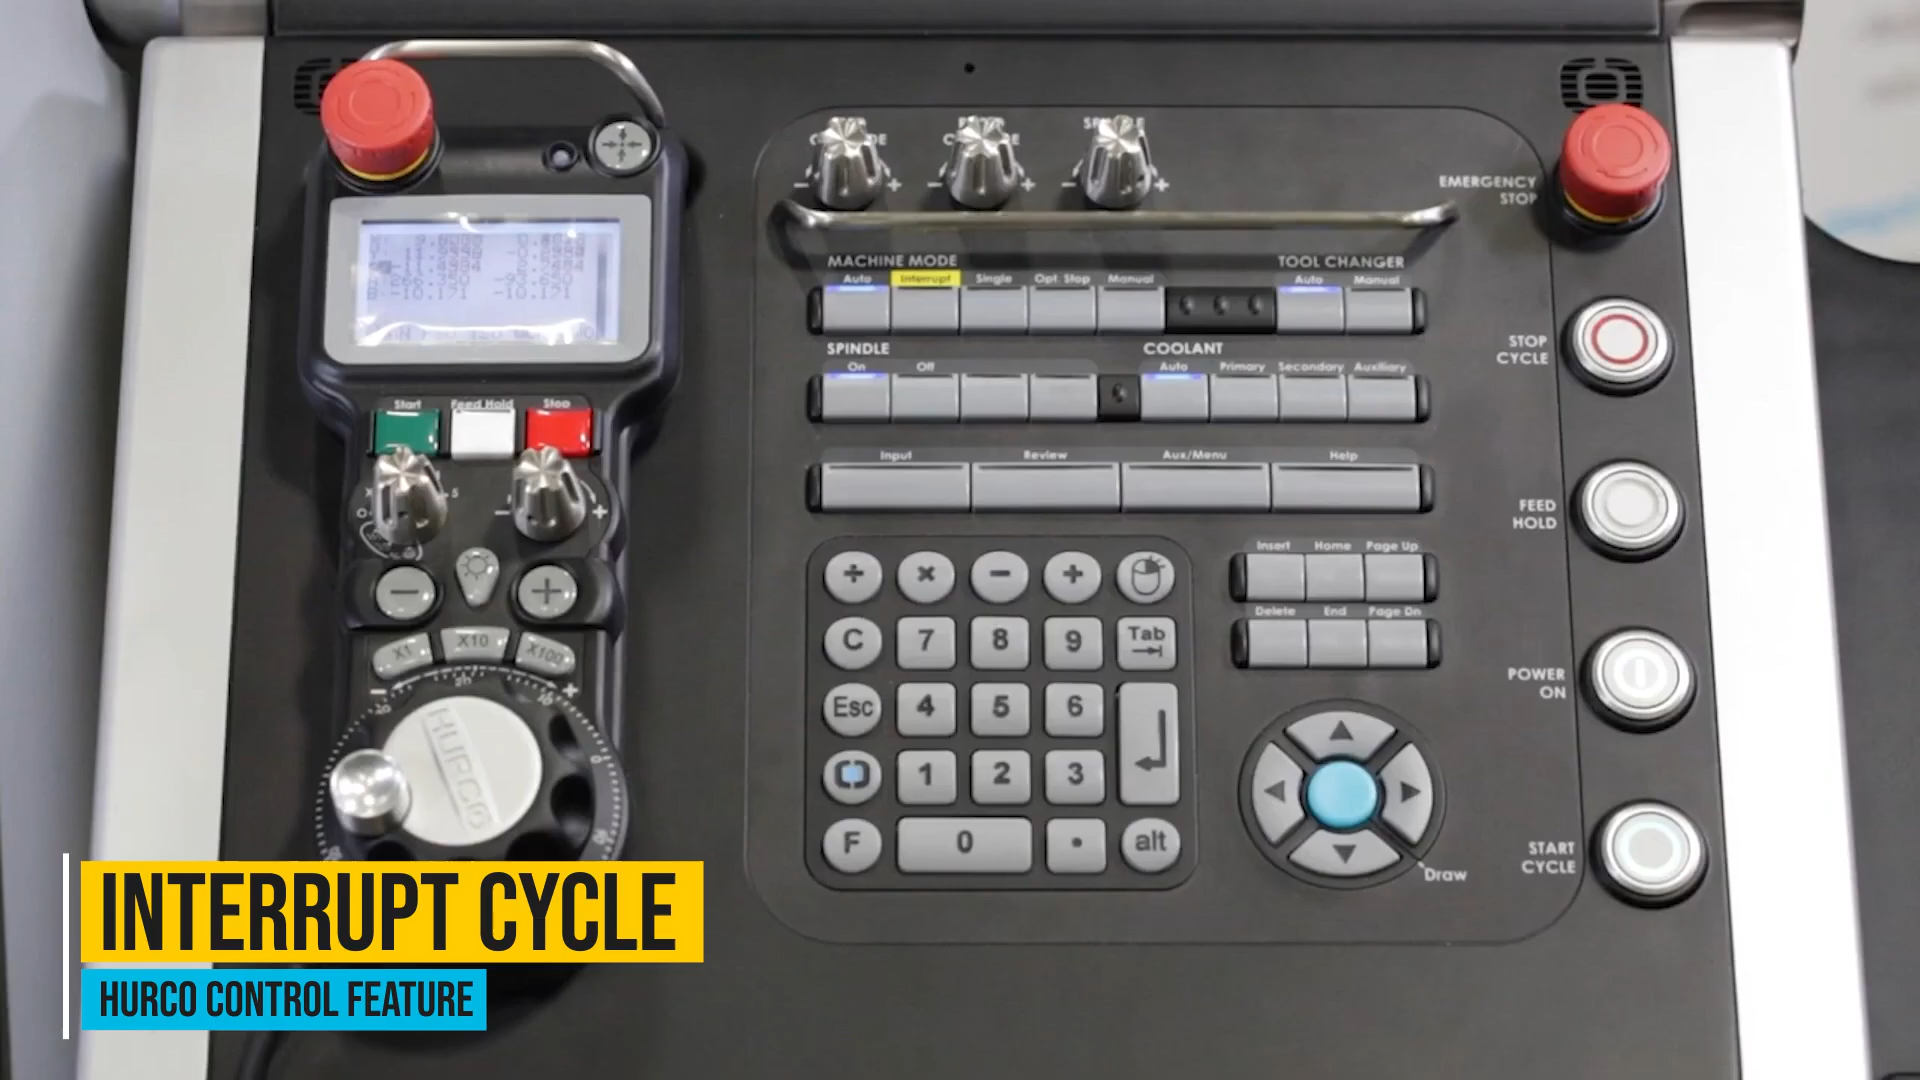 EMERGENCY
STOP
MACHINE MODE
TOOL CHANGER
Auto Interrupt Single Opt. Stop Manual Auto Manual
STOP
CYCLE
SPINDLE
COOLANT
On Off Auto Primary Secondary Auxiliary
Start Feed Hold Stop
Input Review Aux/Menu Help
FEED
HOLD
Insert Home Page Up
Delete End Page Dn
÷ × − +
C 7 8 9 Tab
Esc 4 5 6
1 2 3
F 0 . alt
X1 X10 X100
− +
HURCO
POWER
ON
START
CYCLE
Draw
INTERRUPT CYCLE
HURCO CONTROL FEATURE